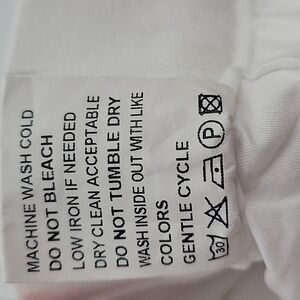 MACHINE WASH COLD
DO NOT BLEACH
LOW IRON IF NEEDED
DRY CLEAN ACCEPTABLE
DO NOT TUMBLE DRY
WASH INSIDE OUT WITH LIKE
COLORS
GENTLE CYCLE
30 P